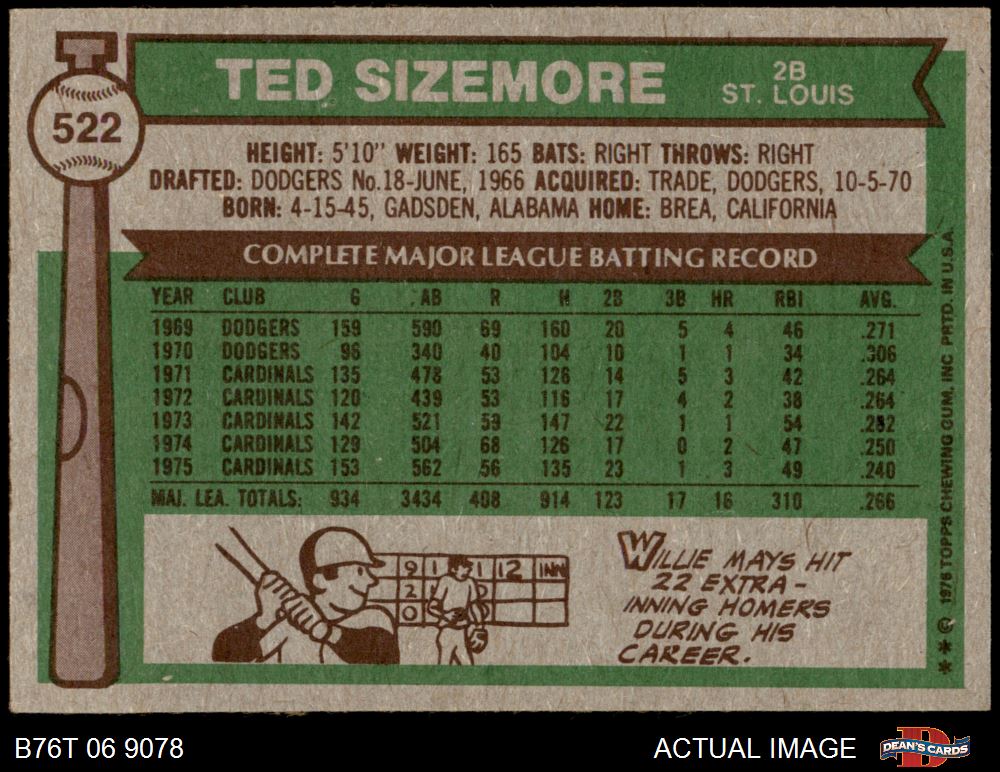 TED SIZEMORE
2B
ST. LOUIS
522
HEIGHT: 5'10" WEIGHT: 165 BATS: RIGHT THROWS: RIGHT
DRAFTED: DODGERS No.18-JUNE, 1966 ACQUIRED: TRADE, DODGERS, 10-5-70
BORN: 4-15-45, GADSDEN, ALABAMA HOME: BREA, CALIFORNIA
COMPLETE MAJOR LEAGUE BATTING RECORD
YEAR CLUB G AB R H 2B 3B HR RBI AVG.
1969 DODGERS 159 590 69 160 20 5 4 46 .271
1970 DODGERS 96 340 40 104 10 1 1 34 .306
1971 CARDINALS 135 478 53 126 14 5 3 42 .264
1972 CARDINALS 120 439 53 116 17 4 2 38 .264
1973 CARDINALS 142 521 59 147 22 1 1 54 .282
1974 CARDINALS 129 504 68 126 17 0 2 47 .250
1975 CARDINALS 153 562 56 135 23 1 3 49 .240
MAJ. LEA. TOTALS: 934 3434 408 914 123 17 16 310 .266
9 1 1 12 INN
2
0
WILLIE MAYS HIT
22 EXTRA-
INNING HOMERS
DURING HIS
CAREER.
* * © 1976 TOPPS CHEWING GUM, INC PRTD. IN U.S.A.
B76T 06 9078
ACTUAL IMAGE
DEAN'S CARDS